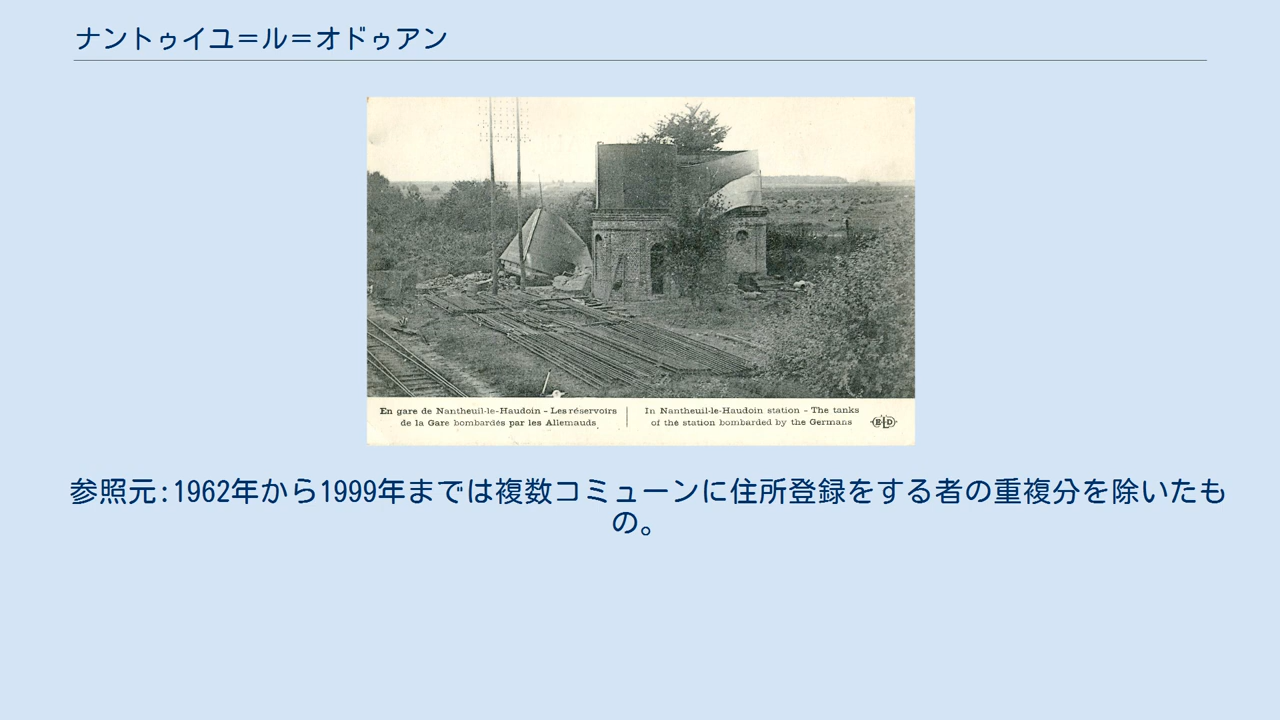 ナントゥイユ＝ル＝オドゥアン
En gare de Nantheuil-le-Haudoin - Les réservoirs
de la Gare bombardés par les Allemauds
In Nantheuil-le-Haudoin station - The tanks
of the station bombarded by the Germans
ELD
参照元:1962年から1999年までは複数コミューンに住所登録をする者の重複分を除いたも
の。